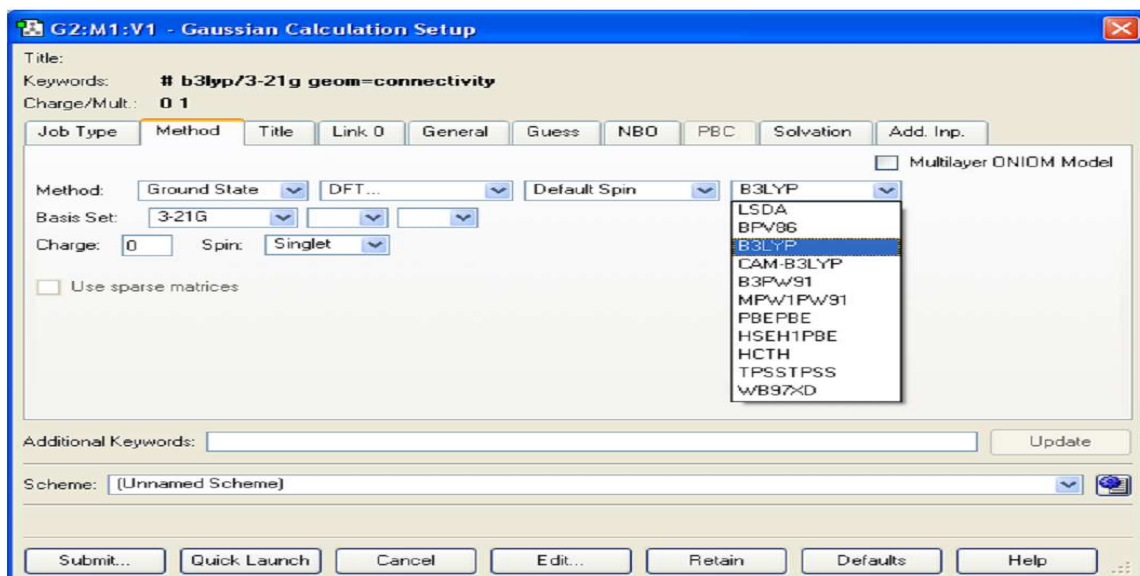 G2:M1:V1 - Gaussian Calculation Setup
Title:
Keywords: # b3lyp/3-21g geom=connectivity
Charge/Mult.: 0 1
Job Type Method Title Link 0 General Guess NBO PBC Solvation Add. Inp.
Multilayer ONIOM Model
Method: Ground State DFT... Default Spin B3LYP
Basis Set: 3-21G
Charge: 0 Spin: Singlet
Use sparse matrices
LSDA
BPV86
B3LYP
CAM-B3LYP
B3PW91
MPW1PW91
PBEPBE
HSEH1PBE
HCTH
TPSSTPSS
WB97XD
Additional Keywords: Update
Scheme: (Unnamed Scheme)
Submit... Quick Launch Cancel Edit... Retain Defaults Help